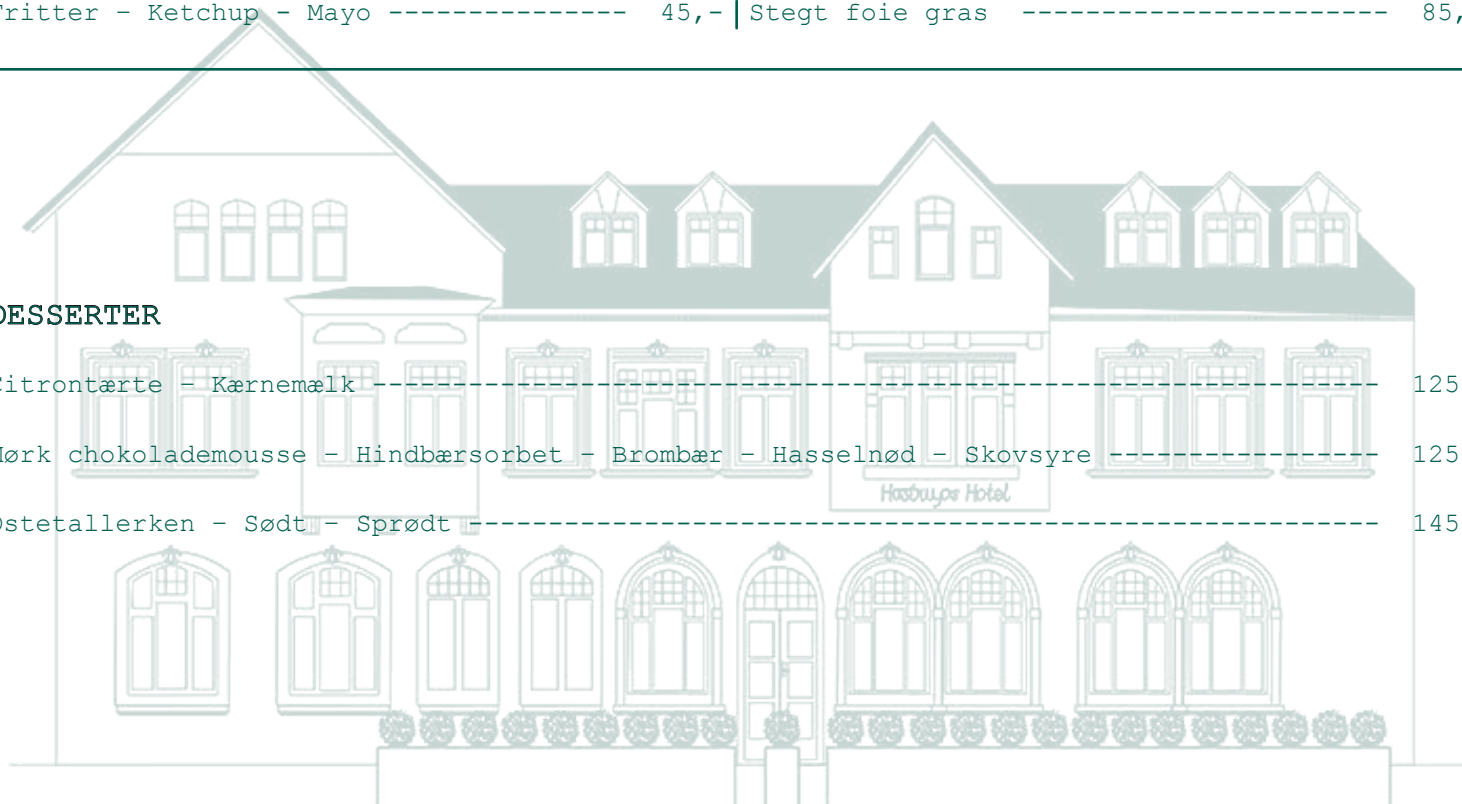 Fritter – Ketchup - Mayo --------------- 45,- Stegt foie gras ----------------------- 85,
DESSERTER
Citrontærte – Kærnemælk --------------------------------------------------------------- 125
Mørk chokolademousse – Hindbærsorbet – Brombær – Hasselnød – Skovsyre ----------------- 125
Hastrups Hotel
Ostetallerken – Sødt – Sprødt --------------------------------------------------------- 145